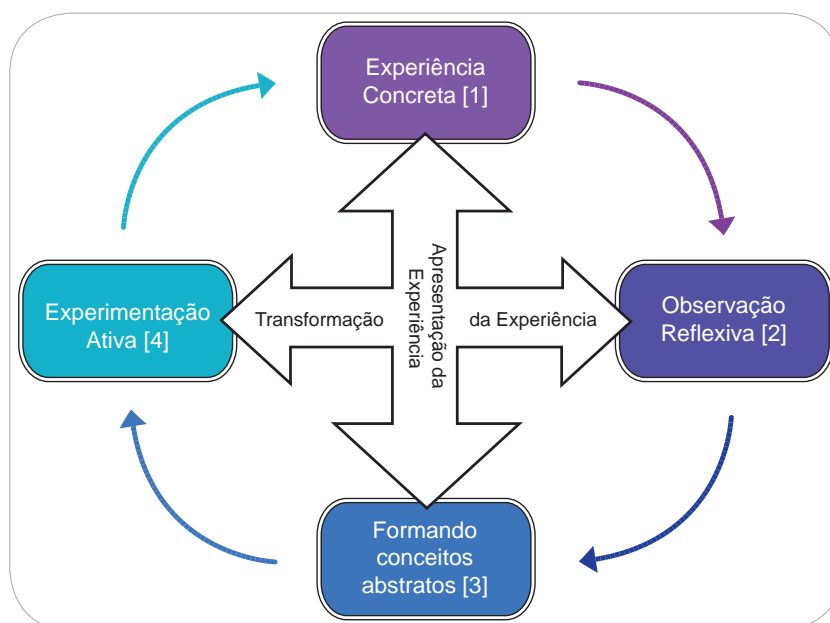 Experiência
Concreta [1]
Experimentação
Ativa [4]
Transformação
Apresentação da
Experiência
da Experiência
Observação
Reflexiva [2]
Formando
conceitos
abstratos [3]